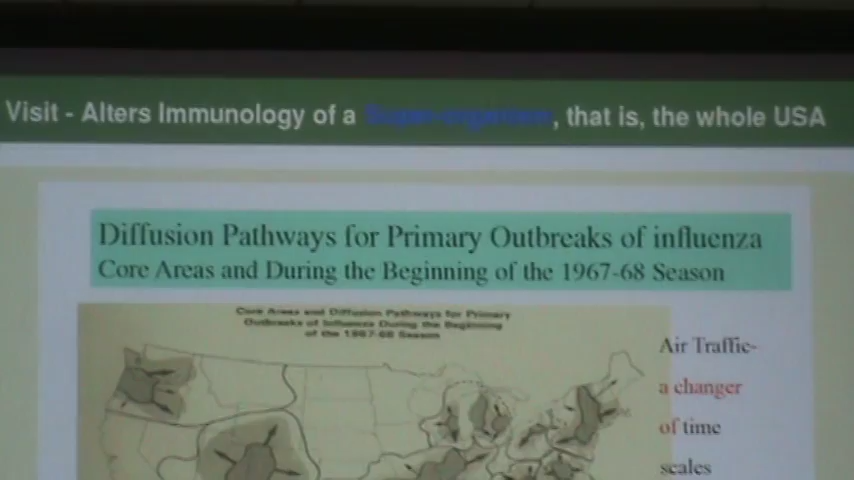 Visit - Alters Immunology of a Super-organism, that is, the whole USA
Diffusion Pathways for Primary Outbreaks of influenza
Core Areas and During the Beginning of the 1967-68 Season
Core Areas and Diffusion Pathways for Primary
Outbreaks of Influenza During the Beginning
of the 1967-68 Season
Air Traffic-
a changer
of time
scales